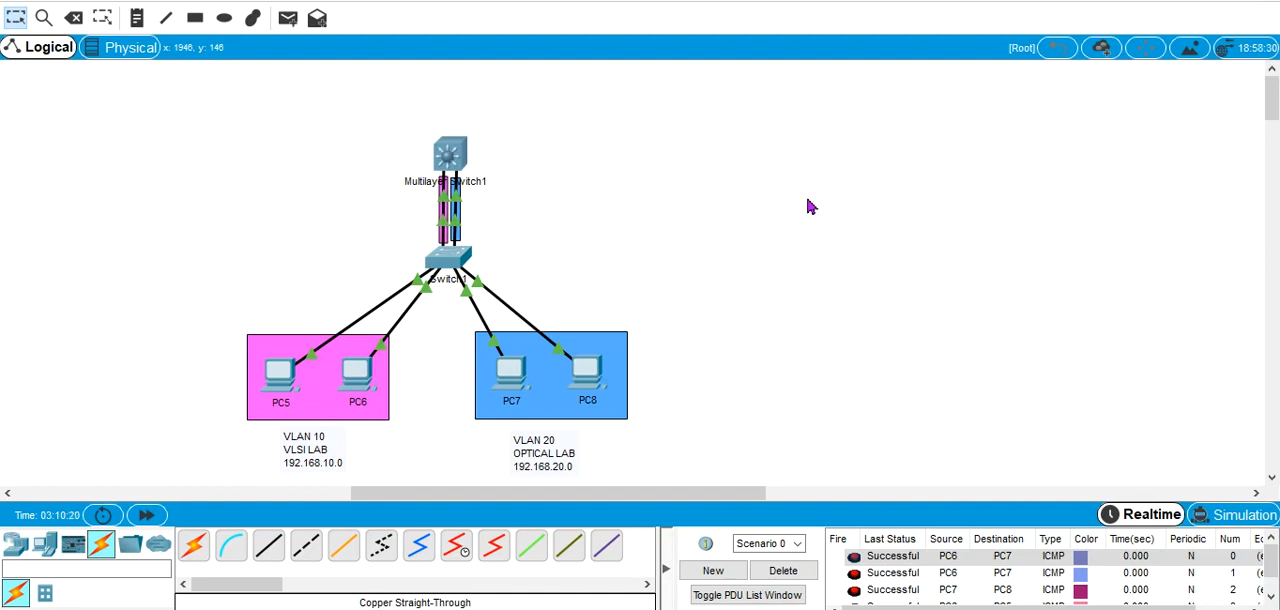 Logical
Physical
x: 1946, y: 146
[Root]
18:58:30
Multilayer Switch1
Switch1
PC5
PC6
PC7
PC8
VLAN 10
VLSI LAB
192.168.10.0
VLAN 20
OPTICAL LAB
192.168.20.0
Time: 03:10:20
Realtime
Simulation
Scenario 0
New
Delete
Toggle PDU List Window
Copper Straight-Through
Fire Last Status Source Destination Type Color Time(sec) Periodic Num
Successful PC6 PC7 ICMP 0.000 N 0
Successful PC6 PC7 ICMP 0.000 N 1
Successful PC7 PC8 ICMP 0.000 N 2